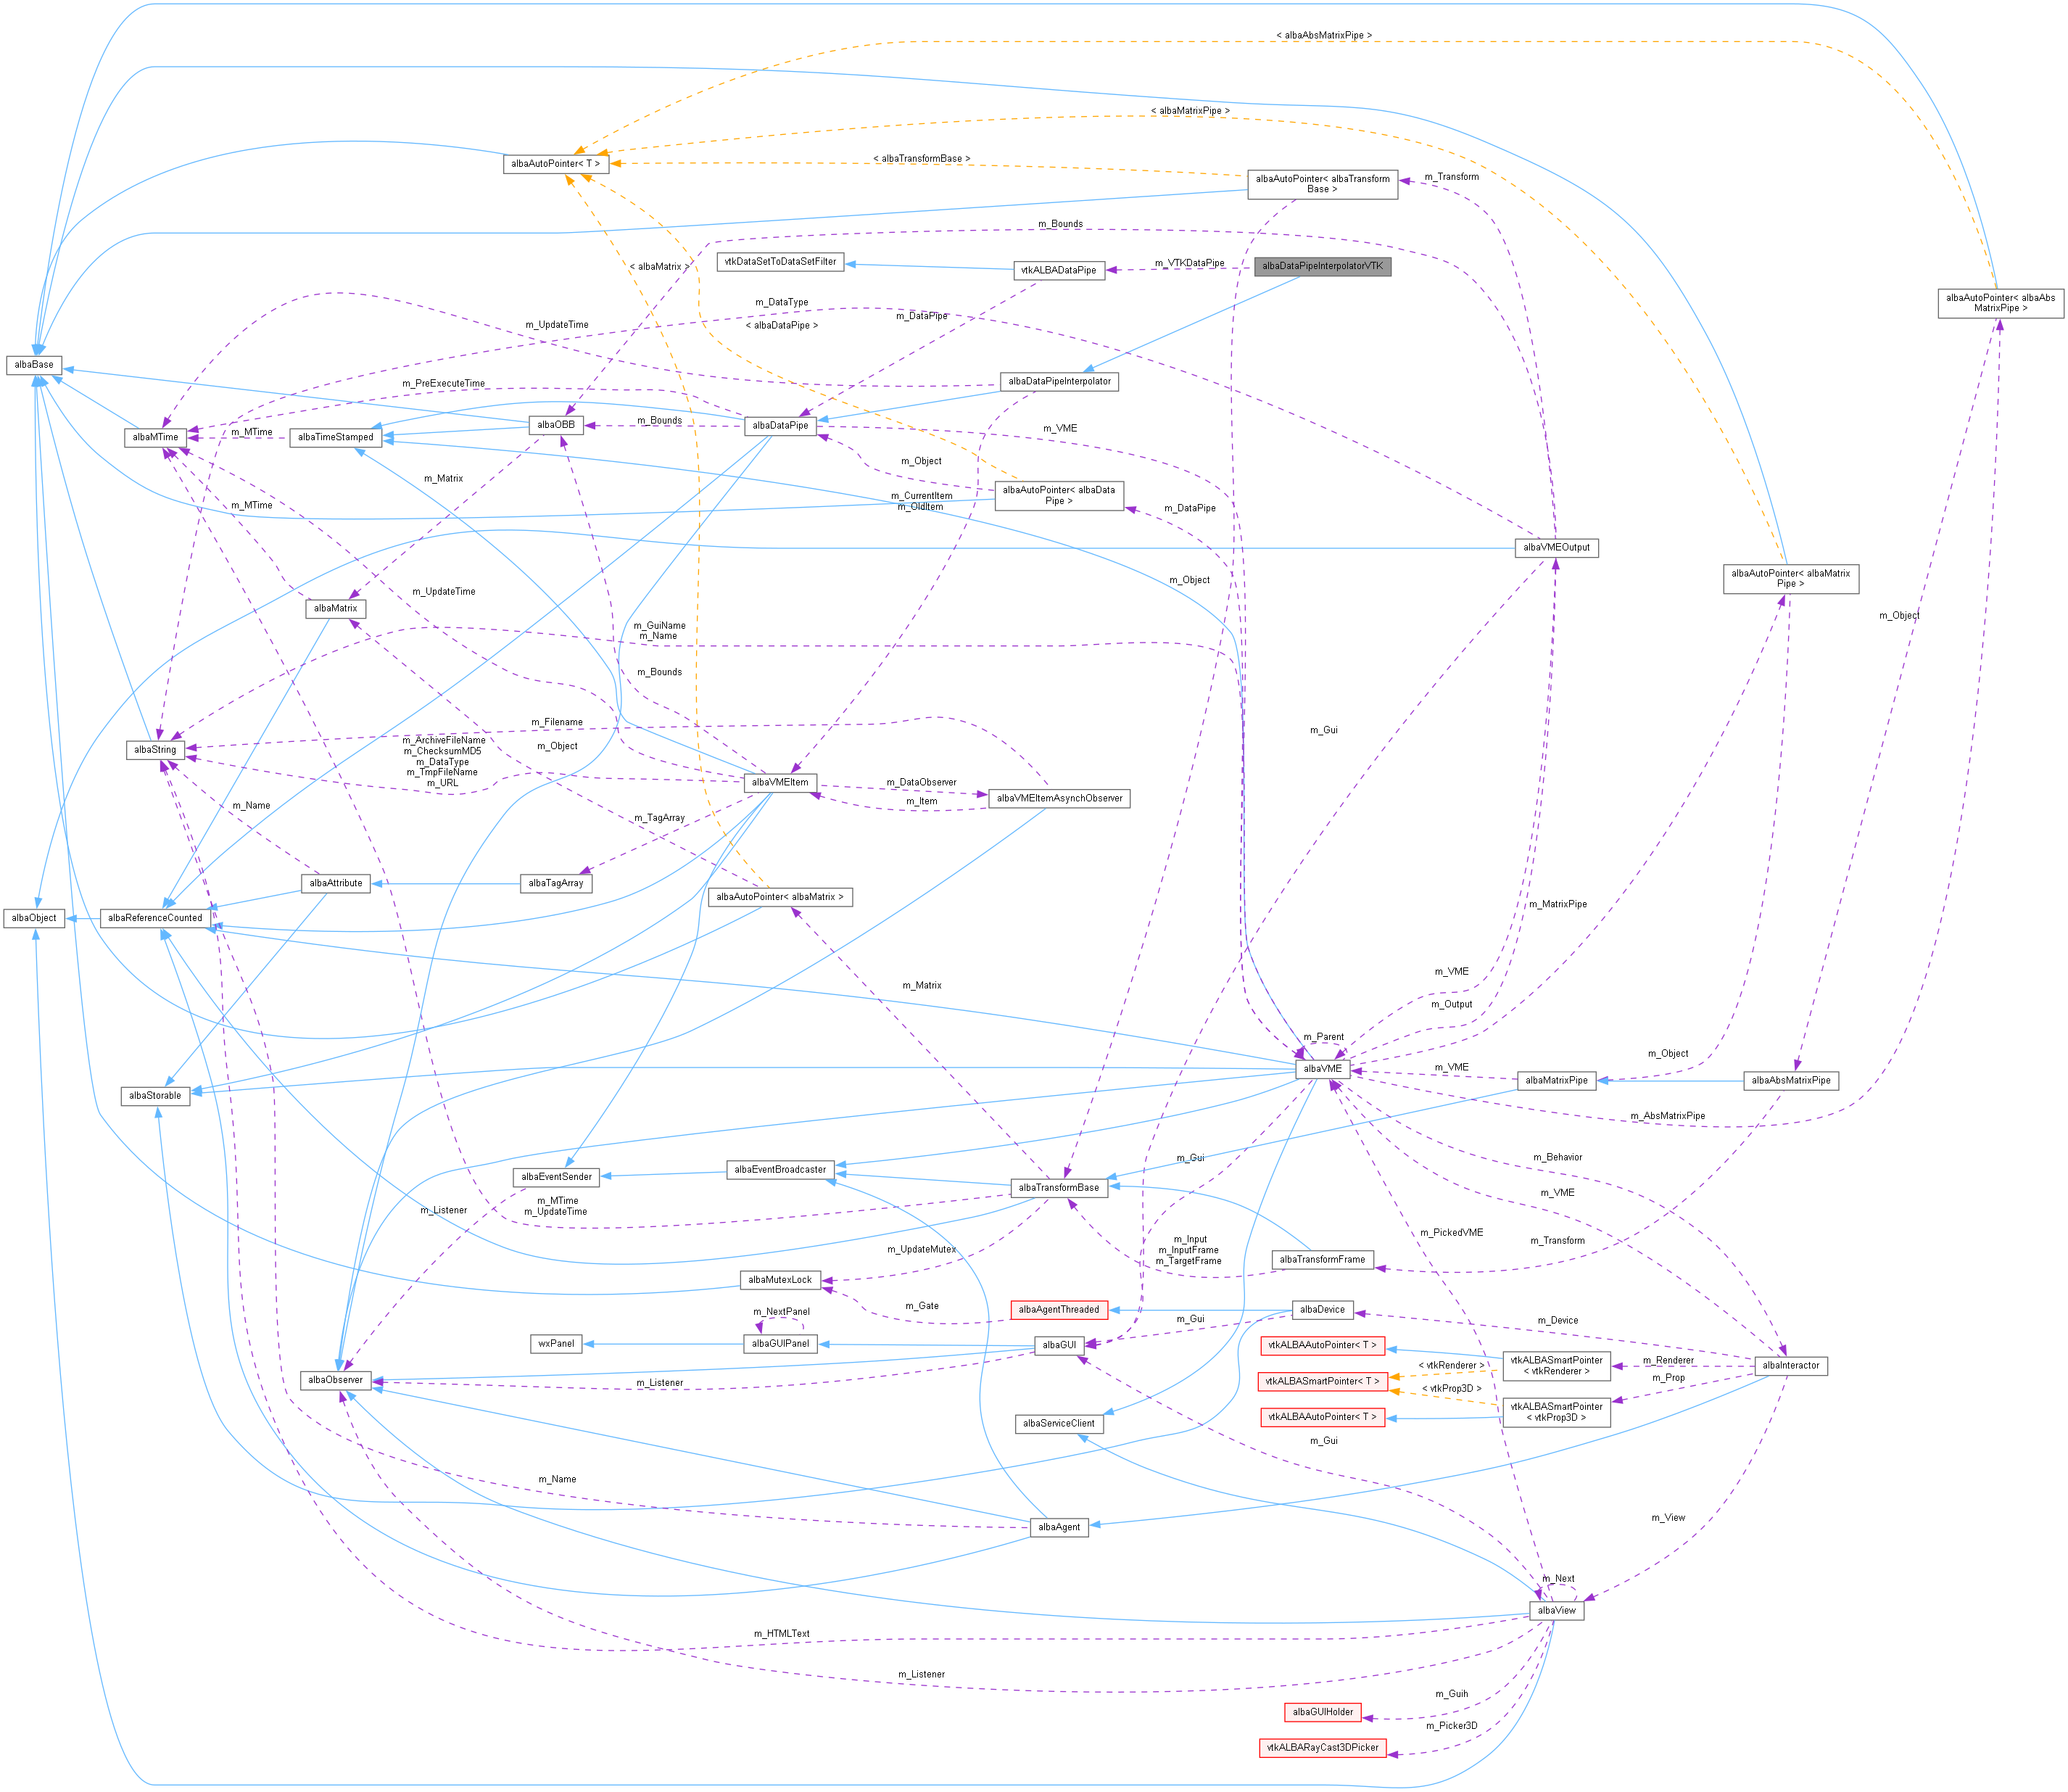 < albaAbsMatrixPipe >
< albaMatrixPipe >
< albaTransformBase >
albaAutoPointer< T >
albaAutoPointer< albaTransform
Base >
m_Transform
m_Bounds
< albaMatrix >
vtkDataSetToDataSetFilter
vtkALBADataPipe
m_VTKDataPipe
albaDataPipeInterpolatorVTK
albaAutoPointer< albaAbs
MatrixPipe >
m_DataType
m_UpdateTime
< albaDataPipe >
m_DataPipe
albaBase
m_PreExecuteTime
albaDataPipeInterpolator
albaMTime
m_MTime
albaTimeStamped
albaOBB
m_Bounds
albaDataPipe
m_VME
m_Object
m_Matrix
m_MTime
m_CurrentItem
m_OldItem
albaAutoPointer< albaData
Pipe >
m_DataPipe
albaVMEOutput
albaAutoPointer< albaMatrix
Pipe >
m_Object
m_UpdateTime
albaMatrix
m_Object
m_GuiName
m_Name
m_Bounds
m_Filename
m_Gui
albaString
m_ArchiveFileName
m_ChecksumMD5
m_DataType
m_TmpFileName
m_URL
m_Object
albaVMEItem
m_DataObserver
m_Item
albaVMEItemAsynchObserver
m_Name
m_TagArray
albaAttribute
albaTagArray
albaAutoPointer< albaMatrix >
albaObject
albaReferenceCounted
m_MatrixPipe
m_VME
m_Matrix
m_Output
m_Parent
m_Object
albaVME
m_VME
albaMatrixPipe
albaAbsMatrixPipe
albaStorable
m_AbsMatrixPipe
m_Behavior
albaEventSender
albaEventBroadcaster
m_Gui
albaTransformBase
m_VME
m_Listener
m_MTime
m_UpdateTime
m_PickedVME
m_UpdateMutex
m_Input
m_InputFrame
m_TargetFrame
m_Transform
albaTransformFrame
albaMutexLock
m_Gate
albaAgentThreaded
albaDevice
m_Device
m_NextPanel
wxPanel
albaGUIPanel
albaGUI
m_Gui
vtkALBAAutoPointer< T >
albaInteractor
vtkALBASmartPointer
< vtkRenderer >
m_Renderer
< vtkRenderer >
albaObserver
m_Listener
vtkALBASmartPointer< T >
< vtkProp3D >
m_Prop
vtkALBASmartPointer
< vtkProp3D >
vtkALBAAutoPointer< T >
albaServiceClient
m_Gui
m_Name
m_View
albaAgent
m_Next
albaView
m_HTMLText
m_Listener
m_Guih
albaGUIHolder
m_Picker3D
vtkALBARayCast3DPicker